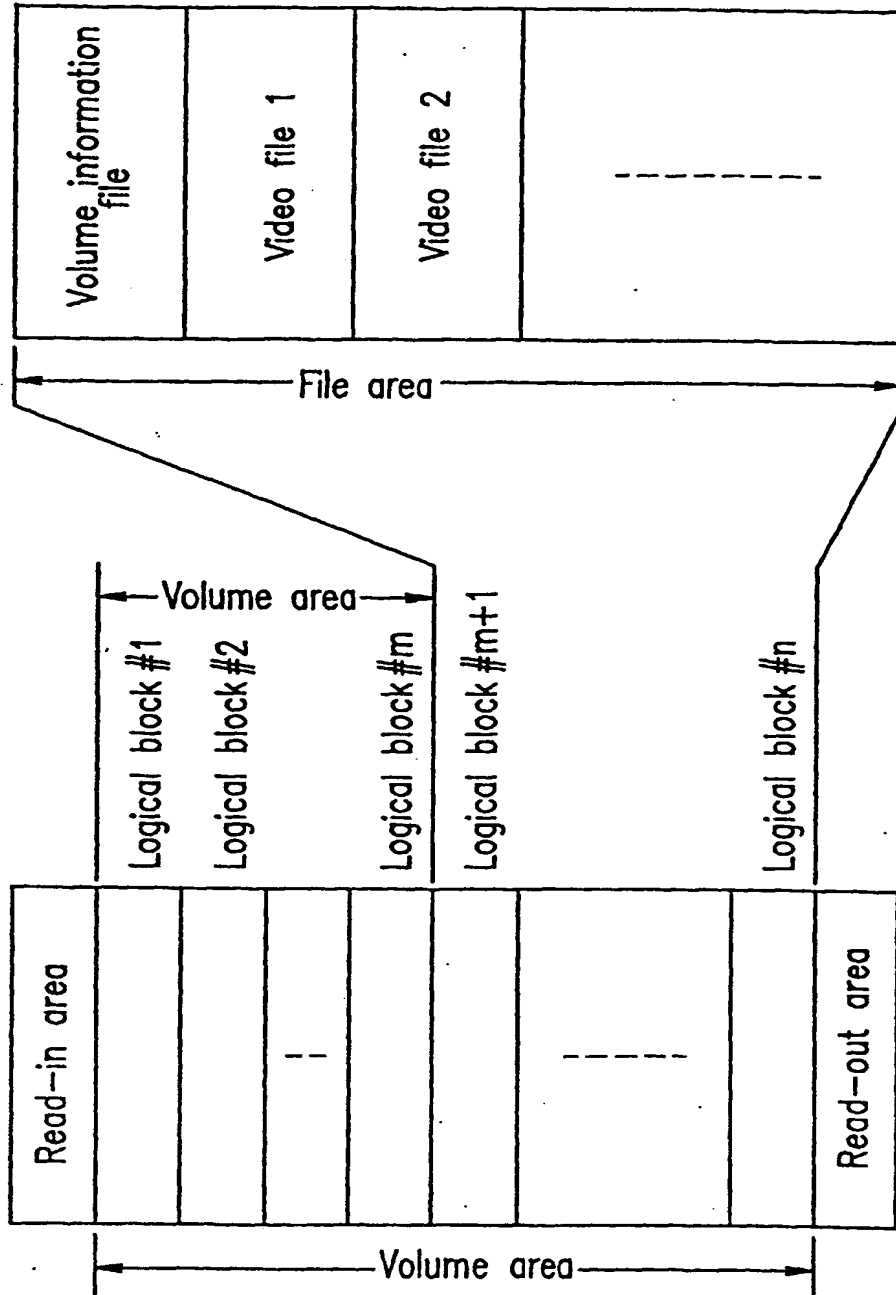 Volume area
Read-in area
Read-out area
Logical block #1
Logical block #2
Logical block #m
Logical block #m+1
Logical block #n
Volume area
File area
Volume information
file
Video file 1
Video file 2